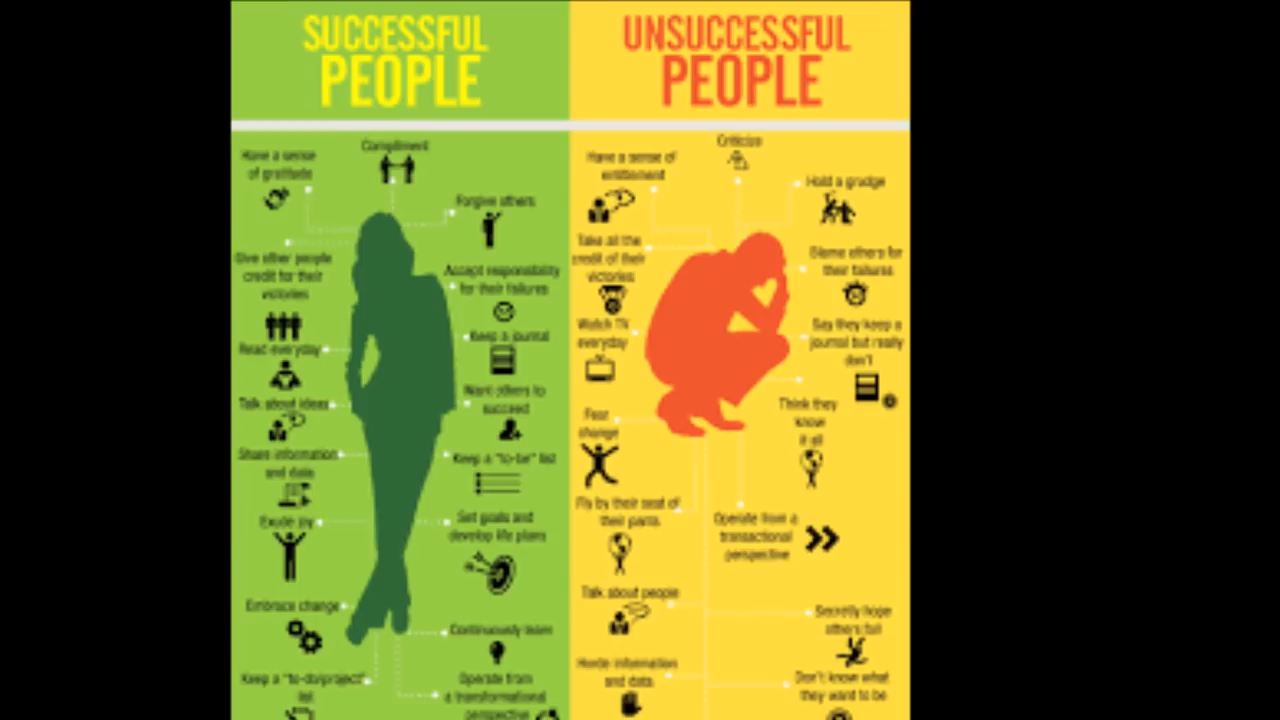 SUCCESSFUL
PEOPLE
Have a sense
of gratitude
Compliment
Forgive others
Give other people
credit for their
victories
Accept responsibility
for their failures
Read everyday
Keep a journal
Talk about ideas
Want others to
succeed
Share information
and data
Keep a "to-be" list
Exude joy
Set goals and
develop life plans
Embrace change
Continuously learn
Keep a "to-do/project"
list
Operate from
a transformational
perspective
UNSUCCESSFUL
PEOPLE
Have a sense of
entitlement
Criticize
Hold a grudge
Take all the
credit of their
victories
Blame others for
their failures
Watch TV
everyday
Say they keep a
journal but really
don't
Fear
change
Think they
know
it all
Fly by their seat of
their pants
Operate from a
transactional
perspective
Talk about people
Secretly hope
others fail
Horde information
and data
Don't know what
they want to be